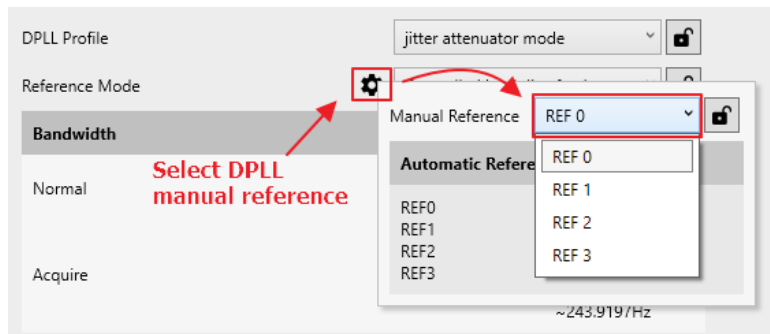 DPLL Profile
jitter attenuator mode
Reference Mode
Manual Reference
REF 0
Bandwidth
Automatic Refere
REF 0
REF 1
REF 2
REF 3
Select DPLL
manual reference
Normal
REF0
REF1
REF2
REF3
Acquire
~243.9197Hz